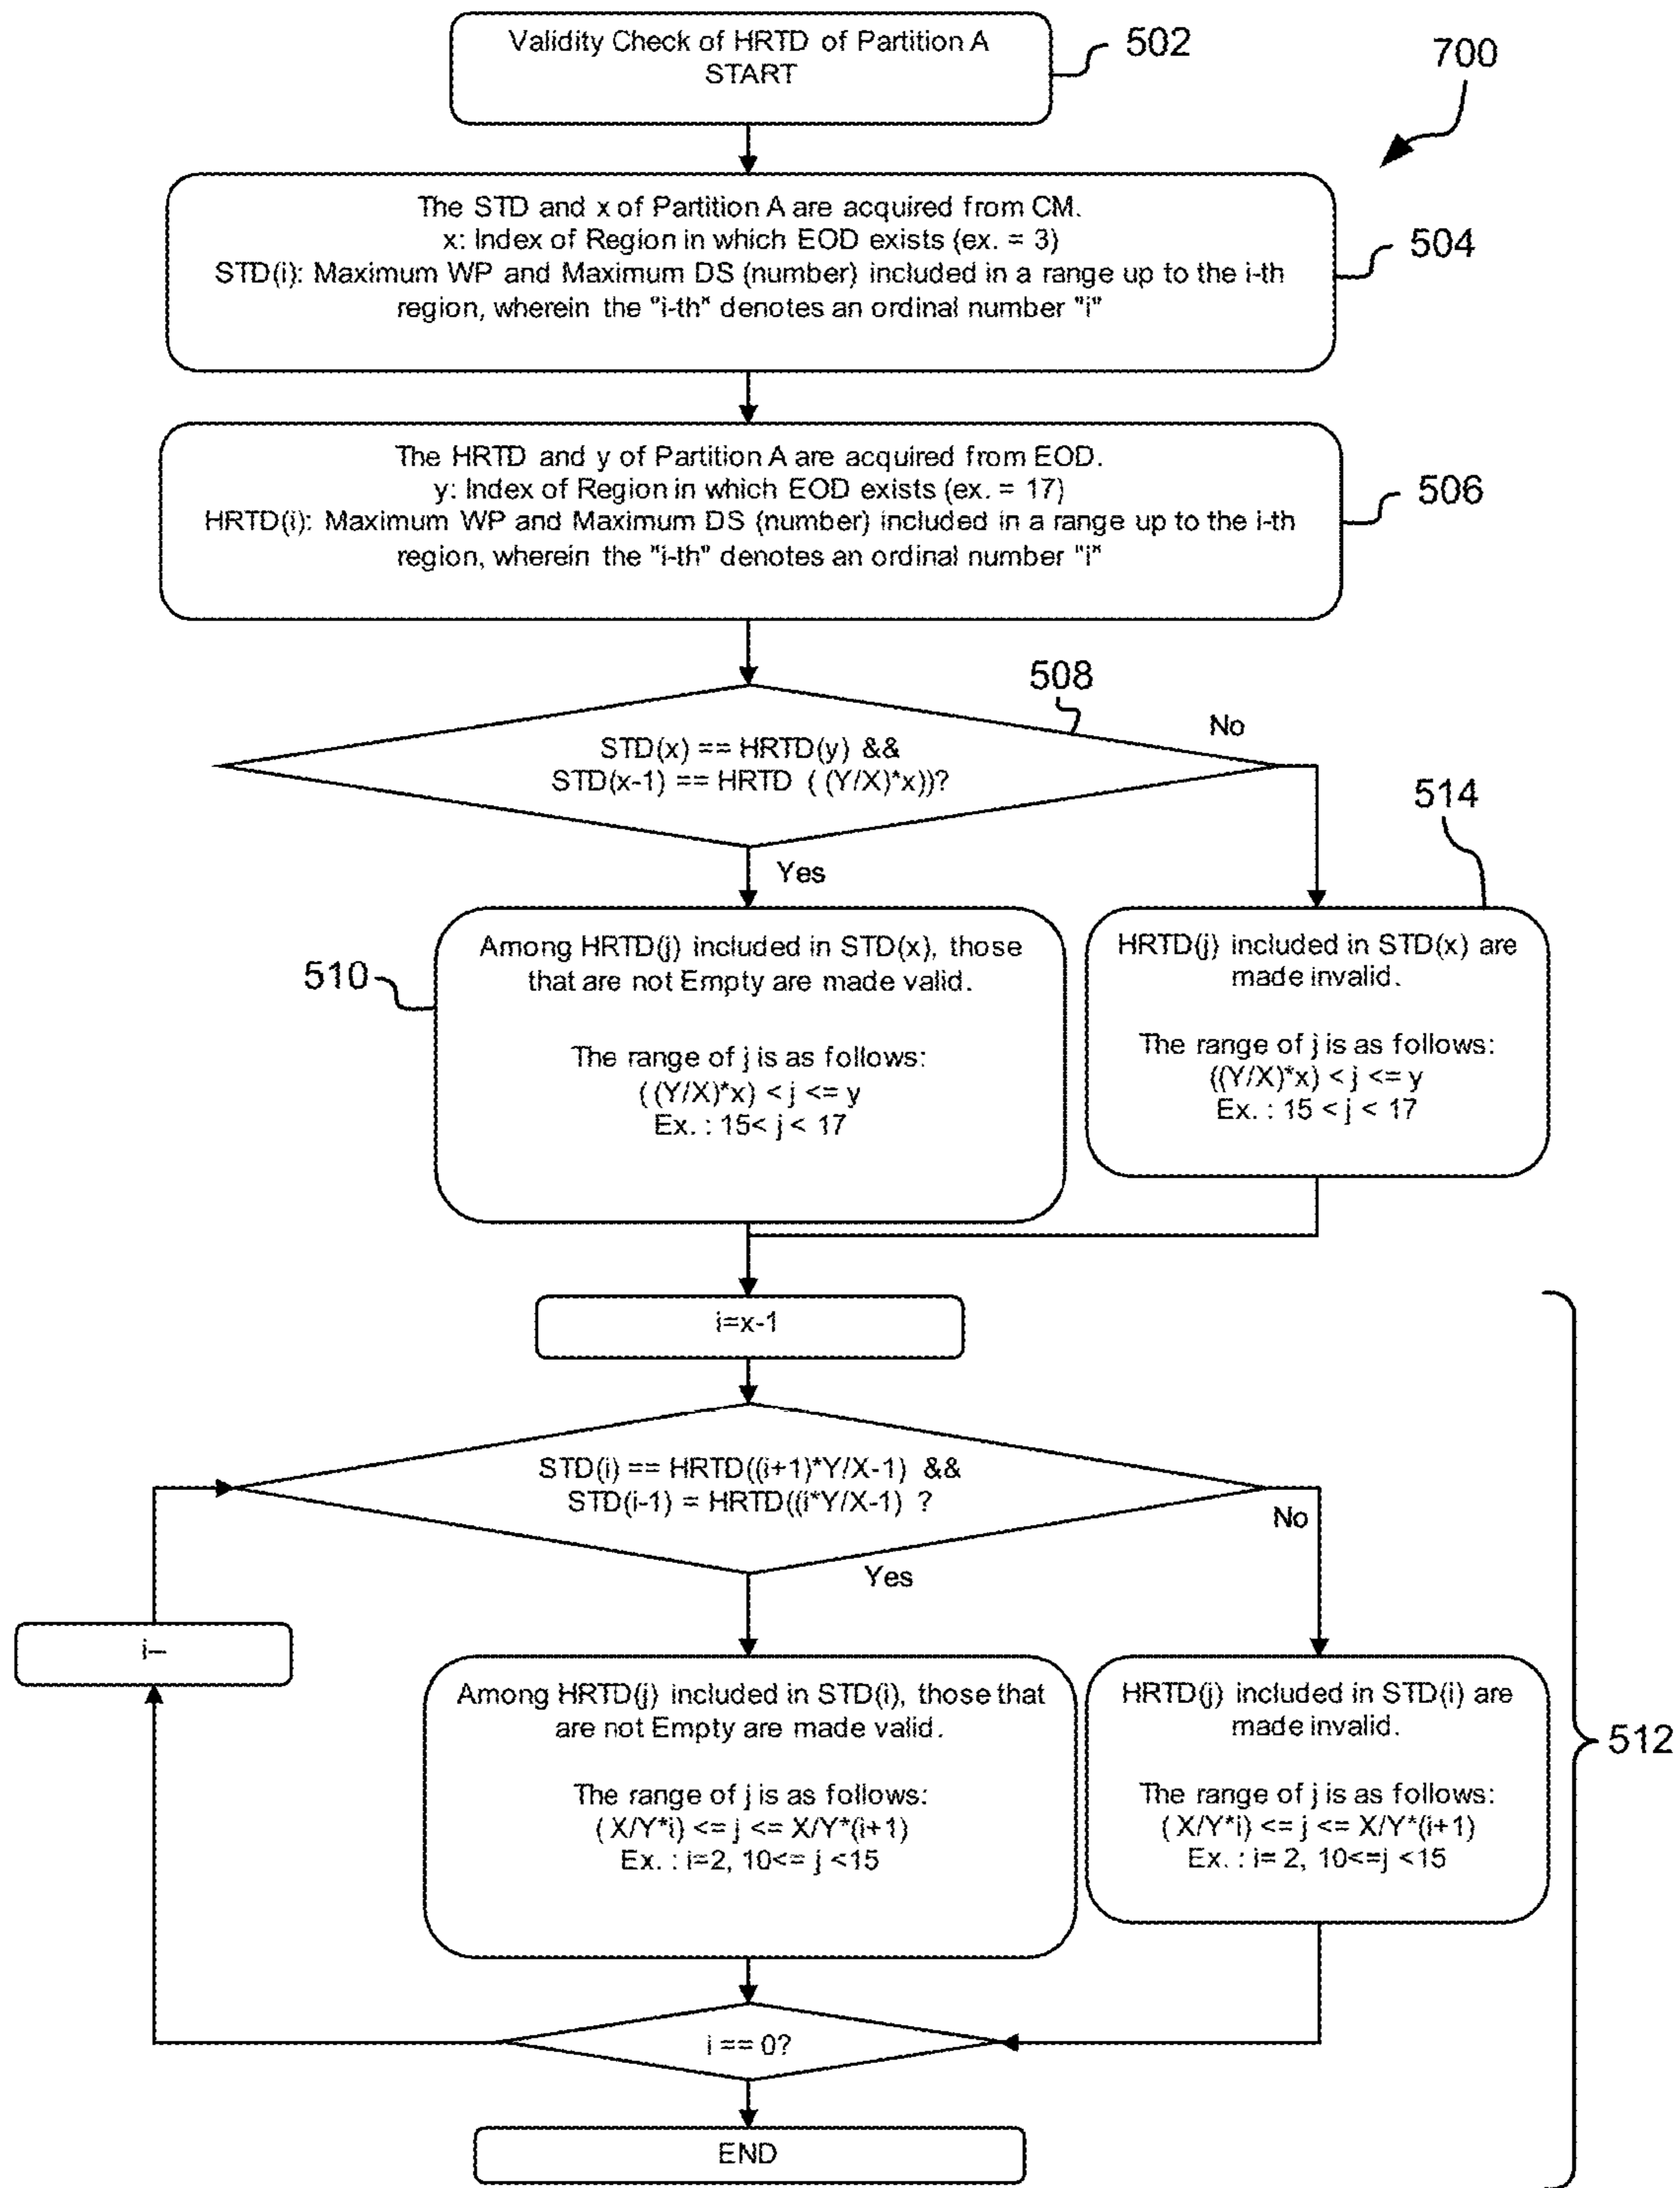 Validity Check of HRTD of Partition A
START
502
700
The STD and x of Partition A are acquired from CM.
x: Index of Region in which EOD exists (ex. = 3)
STD(i): Maximum WP and Maximum DS (number) included in a range up to the i-th
region, wherein the "i-th" denotes an ordinal number "i"
504
The HRTD and y of Partition A are acquired from EOD.
y: Index of Region in which EOD exists (ex. = 17)
HRTD(i): Maximum WP and Maximum DS (number) included in a range up to the i-th
region, wherein the "i-th" denotes an ordinal number "i"
506
508
STD(x) == HRTD(y) &&
STD(x-1) == HRTD ( (Y/X)*x))?
No
Yes
514
510
Among HRTD(j) included in STD(x), those
that are not Empty are made valid.
The range of j is as follows:
( (Y/X)*x) < j <= y
Ex. : 15< j < 17
HRTD(j) included in STD(x) are
made invalid.
The range of j is as follows:
((Y/X)*x) < j <= y
Ex. : 15 < j < 17
i=x-1
STD(i) == HRTD((i+1)*Y/X-1) &&
STD(i-1) = HRTD((i*Y/X-1) ?
No
Yes
i--
Among HRTD(j) included in STD(i), those that
are not Empty are made valid.
The range of j is as follows:
( X/Y*i) <= j <= X/Y*(i+1)
Ex. : i=2, 10<= j <15
HRTD(j) included in STD(i) are
made invalid.
The range of j is as follows:
( X/Y*i) <= j <= X/Y*(i+1)
Ex. : i= 2, 10<=j <15
512
i == 0?
END